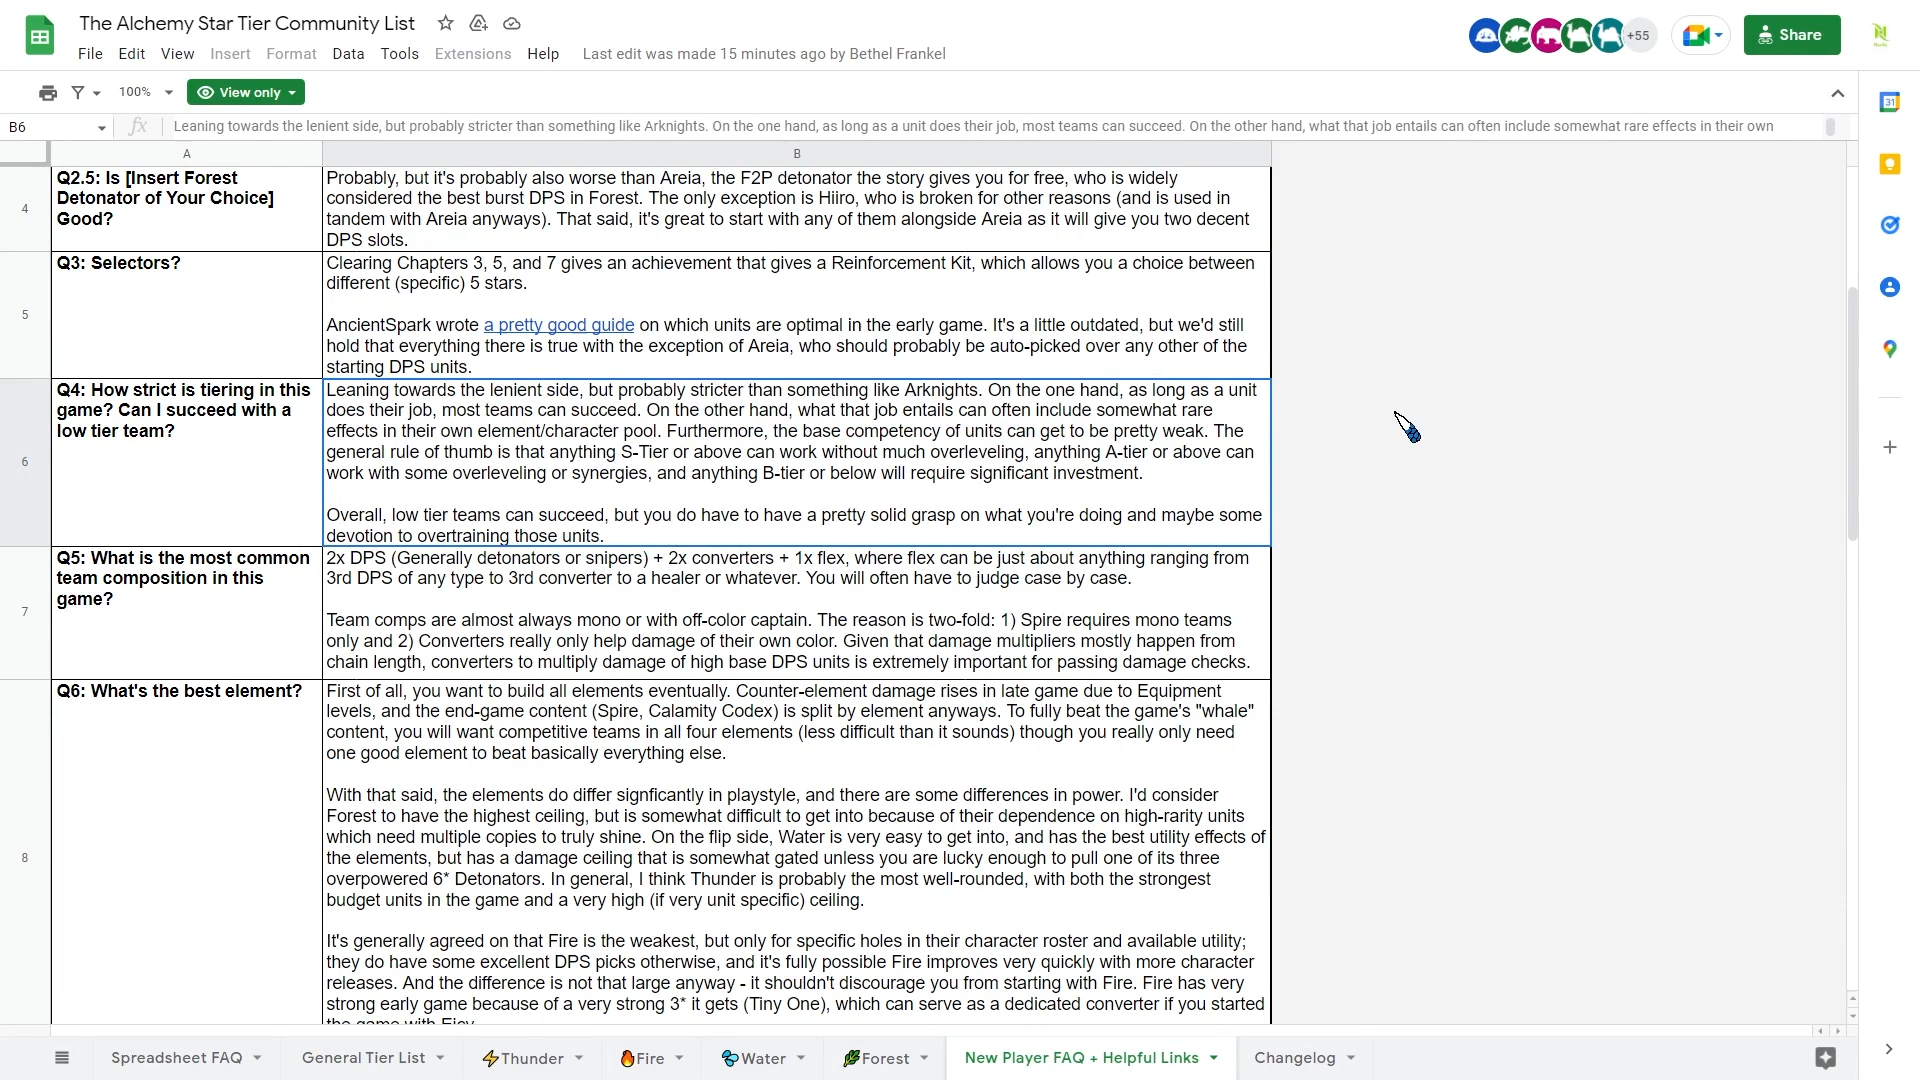 The Alchemy Star Tier Community List
File Edit View Insert Format Data Tools Extensions Help Last edit was made 15 minutes ago by Bethel Frankel
+55
Share
100%
View only
B6
fx
Leaning towards the lenient side, but probably stricter than something like Arknights. On the one hand, as long as a unit does their job, most teams can succeed. On the other hand, what that job entails can often include somewhat rare effects in their own
31
A
B
4
Q2.5: Is [Insert Forest
Detonator of Your Choice]
Good?
Probably, but it's probably also worse than Areia, the F2P detonator the story gives you for free, who is widely
considered the best burst DPS in Forest. The only exception is Hiiro, who is broken for other reasons (and is used in
tandem with Areia anyways). That said, it's great to start with any of them alongside Areia as it will give you two decent
DPS slots.
5
Q3: Selectors?
Clearing Chapters 3, 5, and 7 gives an achievement that gives a Reinforcement Kit, which allows you a choice between
different (specific) 5 stars.
AncientSpark wrote a pretty good guide on which units are optimal in the early game. It's a little outdated, but we'd still
hold that everything there is true with the exception of Areia, who should probably be auto-picked over any other of the
starting DPS units.
6
Q4: How strict is tiering in this
game? Can I succeed with a
low tier team?
Leaning towards the lenient side, but probably stricter than something like Arknights. On the one hand, as long as a unit
does their job, most teams can succeed. On the other hand, what that job entails can often include somewhat rare
effects in their own element/character pool. Furthermore, the base competency of units can get to be pretty weak. The
general rule of thumb is that anything S-Tier or above can work without much overleveling, anything A-tier or above can
work with some overleveling or synergies, and anything B-tier or below will require significant investment.
Overall, low tier teams can succeed, but you do have to have a pretty solid grasp on what you're doing and maybe some
devotion to overtraining those units.
7
Q5: What is the most common
team composition in this
game?
2x DPS (Generally detonators or snipers) + 2x converters + 1x flex, where flex can be just about anything ranging from
3rd DPS of any type to 3rd converter to a healer or whatever. You will often have to judge case by case.
Team comps are almost always mono or with off-color captain. The reason is two-fold: 1) Spire requires mono teams
only and 2) Converters really only help damage of their own color. Given that damage multipliers mostly happen from
chain length, converters to multiply damage of high base DPS units is extremely important for passing damage checks.
8
Q6: What's the best element?
First of all, you want to build all elements eventually. Counter-element damage rises in late game due to Equipment
levels, and the end-game content (Spire, Calamity Codex) is split by element anyways. To fully beat the game's "whale"
content, you will want competitive teams in all four elements (less difficult than it sounds) though you really only need
one good element to beat basically everything else.
With that said, the elements do differ signficantly in playstyle, and there are some differences in power. I'd consider
Forest to have the highest ceiling, but is somewhat difficult to get into because of their dependence on high-rarity units
which need multiple copies to truly shine. On the flip side, Water is very easy to get into, and has the best utility effects of
the elements, but has a damage ceiling that is somewhat gated unless you are lucky enough to pull one of its three
overpowered 6* Detonators. In general, I think Thunder is probably the most well-rounded, with both the strongest
budget units in the game and a very high (if very unit specific) ceiling.
It's generally agreed on that Fire is the weakest, but only for specific holes in their character roster and available utility;
they do have some excellent DPS picks otherwise, and it's fully possible Fire improves very quickly with more character
releases. And the difference is not that large anyway - it shouldn't discourage you from starting with Fire. Fire has very
strong early game because of a very strong 3* it gets (Tiny One), which can serve as a dedicated converter if you started
the game with
Spreadsheet FAQ General Tier List Thunder Fire Water Forest New Player FAQ + Helpful Links Changelog